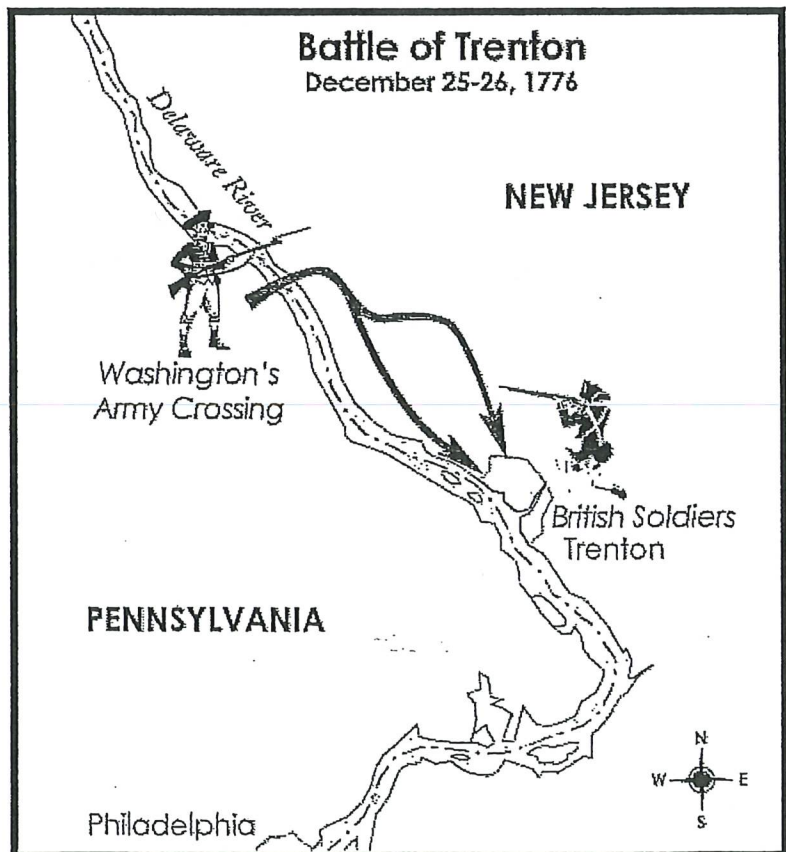 Battle of Trenton
December 25-26, 1776
Delaware River
NEW JERSEY
Washington's
Army Crossing
British Soldiers
Trenton
PENNSYLVANIA
N
W E
S
Philadelphia